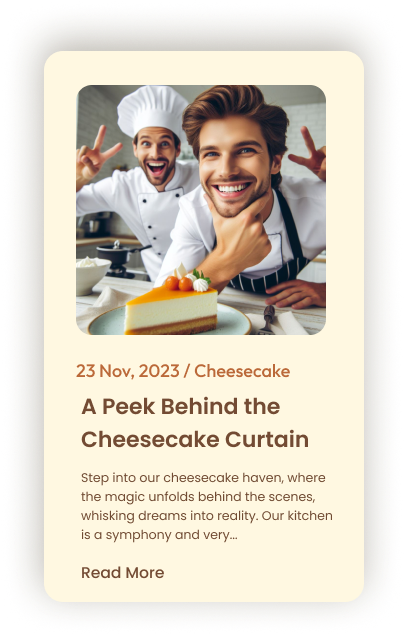 23 Nov, 2023 / Cheesecake
A Peek Behind the
Cheesecake Curtain
Step into our cheesecake haven, where
the magic unfolds behind the scenes,
whisking dreams into reality. Our kitchen
is a symphony and very...
Read More